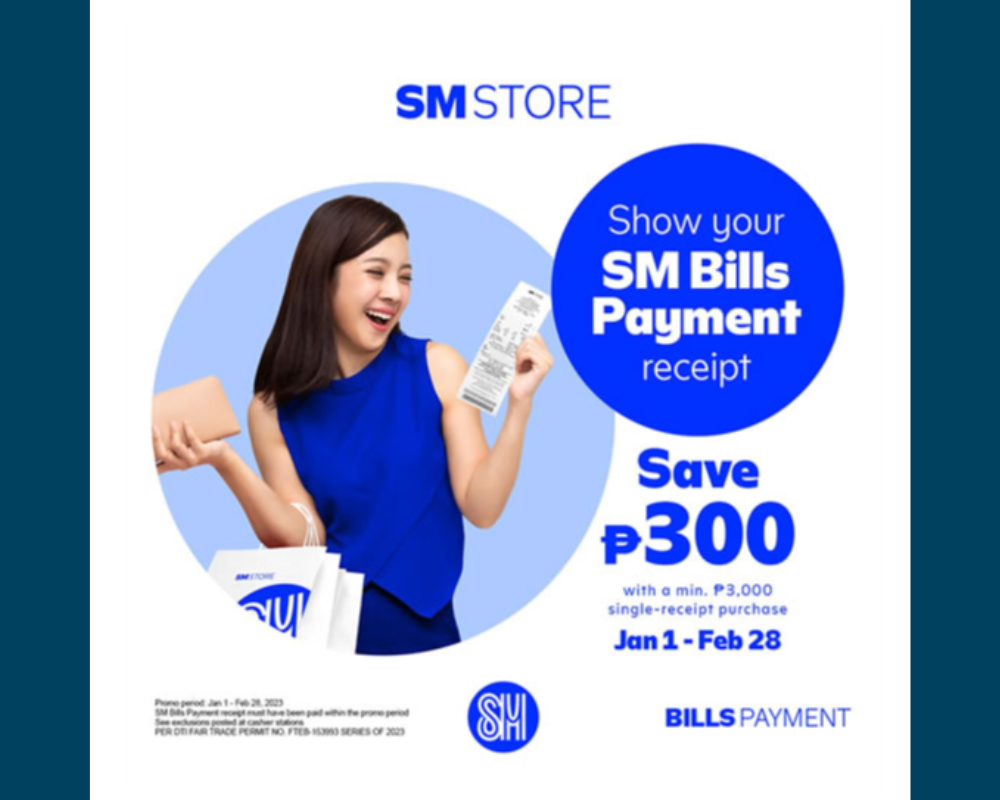 SM STORE
Show your
SM Bills
Payment
receipt
Save
₱300
with a min. ₱3,000
single-receipt purchase
Jan 1 - Feb 28
SM STORE
SM
Promo period: Jan 1 - Feb 28, 2023
SM Bills Payment receipt must have been paid within the promo period
See exclusions posted at cashier stations
PER DTI FAIR TRADE PERMIT NO. FTEB-153993 SERIES OF 2023
SM
BILLS PAYMENT